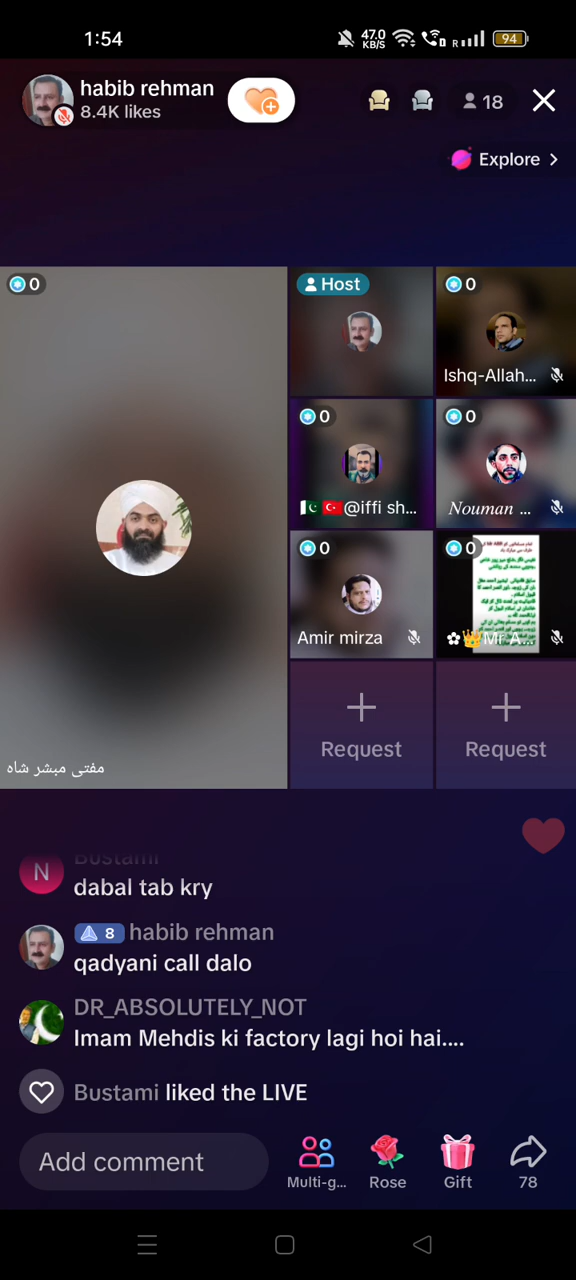 1:54
47.0
KB/S
R
94
habib rehman
8.4K likes
18
Explore
0
Host
0
Ishq-Allah...
0
🇵🇰🇹🇷@iffi sh...
0
Nouman ...
0
Amir mirza
0
✿👑Mr.A...
مفتی مبشر شاہ
+
Request
+
Request
N
Bustami
dabal tab kry
8 habib rehman
qadyani call dalo
DR_ABSOLUTELY_NOT
Imam Mehdis ki factory lagi hoi hai....
Bustami liked the LIVE
Add comment
Multi-g...
Rose
Gift
78